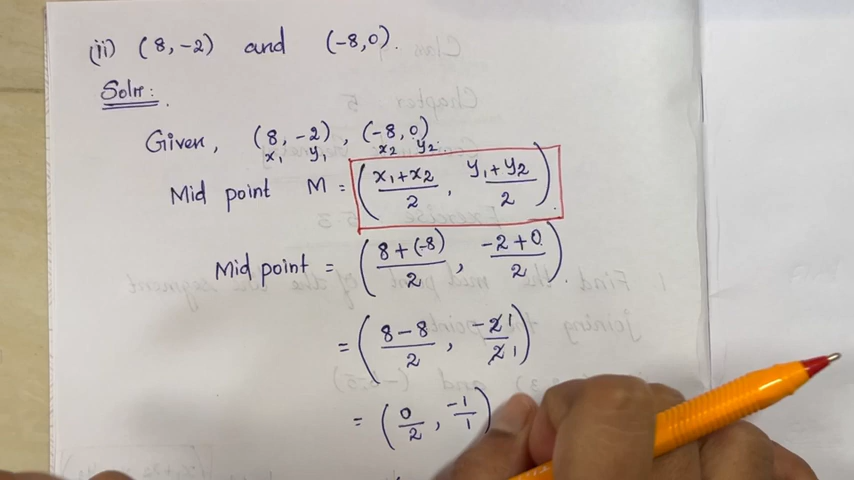 (ii) (8,-2) and (-8,0).
Soln:
Given, (8,-2), (-8,0)
x₁ y₁ x₂ y₂.
Mid point M = ((x₁+x₂)/2, (y₁+y₂)/2).
Mid point = ((8+(-8))/2, (-2+0)/2).
= ((8-8)/2, (-2̸ 1)/(2̸ 1))
= (0/2, -1/1)